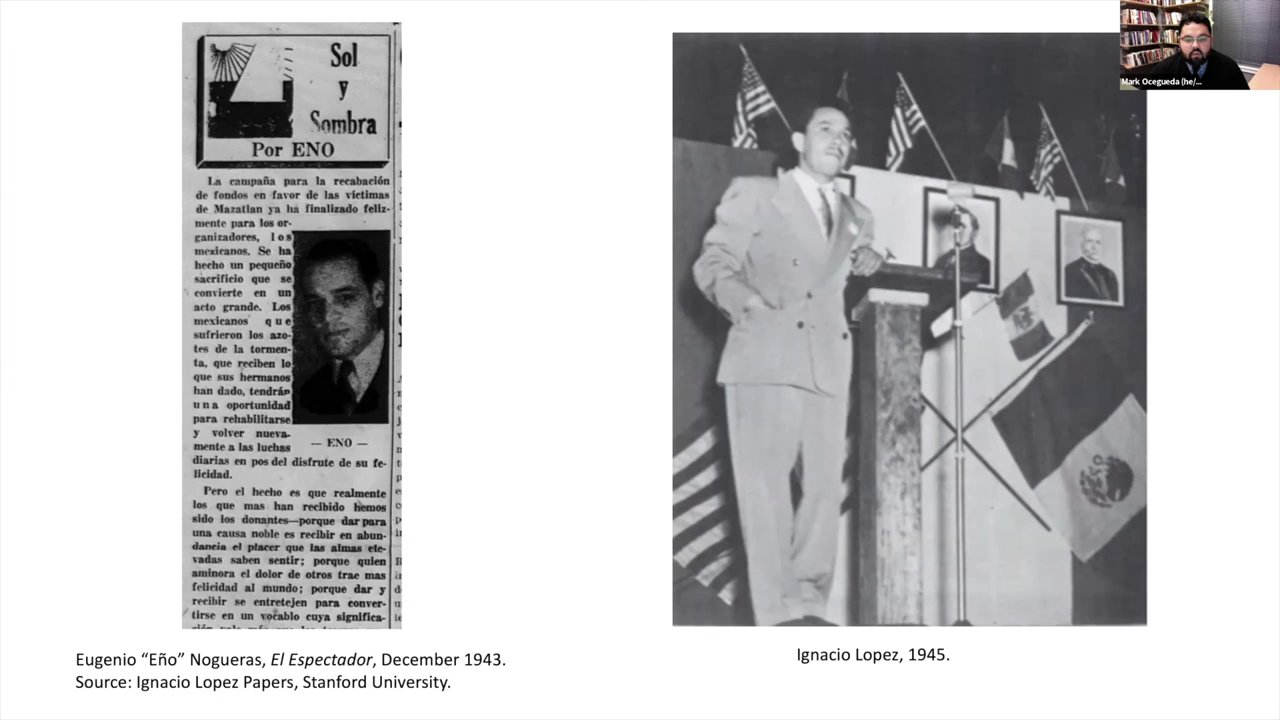 Sol
y
Sombra
Por ENO
La campaña para la recabación
de fondos en favor de las víctimas
de Mazatlan ya ha finalizado feliz-
mente para los or-
ganizadores, los
mexicanos. Se ha
hecho un pequeño
sacrificio que se
convierte en un
acto grande. Los
mexicanos que
sufrieron los azo-
tes de la tormen-
ta, que reciben lo
que sus hermanos
han dado, tendrán
una oportunidad
para rehabilitarse
y volver nueva-
mente a las luchas
diarias en pos del disfrute de su fe-
licidad.
— ENO —
Pero el hecho es que realmente
los que mas han recibido hemos
sido los donantes—porque dar para
una causa noble es recibir en abun-
dancia el placer que las almas ele-
vadas saben sentir; porque quien
aminora el dolor de otros trae mas
felicidad al mundo; porque dar y
recibir se entretejen para conver-
tirse en un vocablo cuya significa-
Eugenio “Eño” Nogueras, El Espectador, December 1943.
Source: Ignacio Lopez Papers, Stanford University.
Ignacio Lopez, 1945.
Mark Ocegueda (he/...